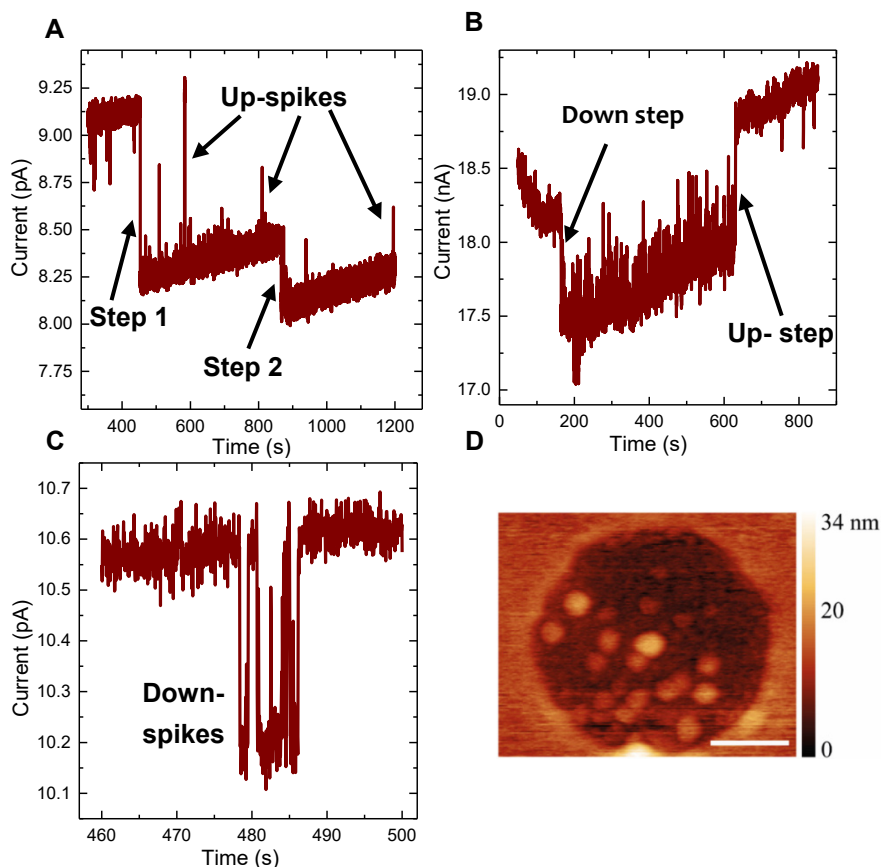 A
Current (pA)
9.25
9.00
8.75
8.50
8.25
8.00
7.75
Up-spikes
Step 1
Step 2
400 600 800 1000 1200
Time (s)
B
Current (nA)
19.0
18.5
18.0
17.5
17.0
Down step
Up- step
0 200 400 600 800
Time (s)
C
Current (pA)
10.7
10.6
10.5
10.4
10.3
10.2
10.1
Down-
spikes
460 470 480 490 500
Time (s)
D
34 nm
20
0